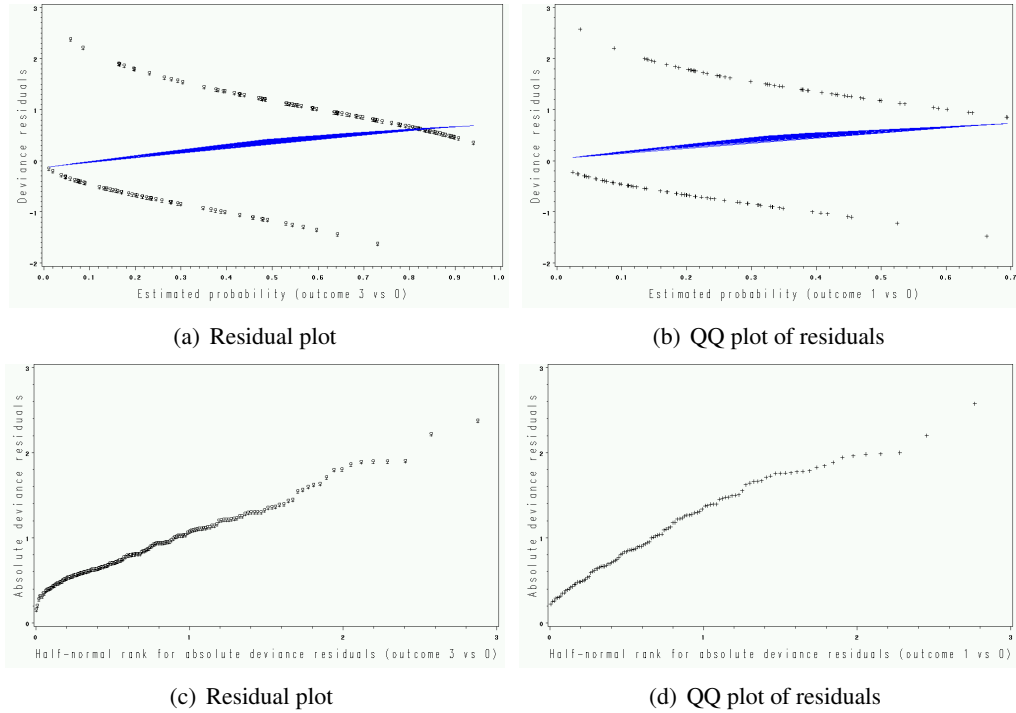 3
2
1
0
-1
-2
Deviance residuals
0.0 0.1 0.2 0.3 0.4 0.5 0.6 0.7 0.8 0.9 1.0
Estimated probability (outcome 3 vs 0)
(a) Residual plot
3
2
1
0
-1
-2
Deviance residuals
0.0 0.1 0.2 0.3 0.4 0.5 0.6 0.7
Estimated probability (outcome 1 vs 0)
(b) QQ plot of residuals
3
2
1
0
Absolute deviance residuals
0 1 2 3
Half-normal rank for absolute deviance residuals (outcome 3 vs 0)
(c) Residual plot
3
2
1
0
Absolute deviance residuals
0 1 2 3
Half-normal rank for absolute deviance residuals (outcome 1 vs 0)
(d) QQ plot of residuals